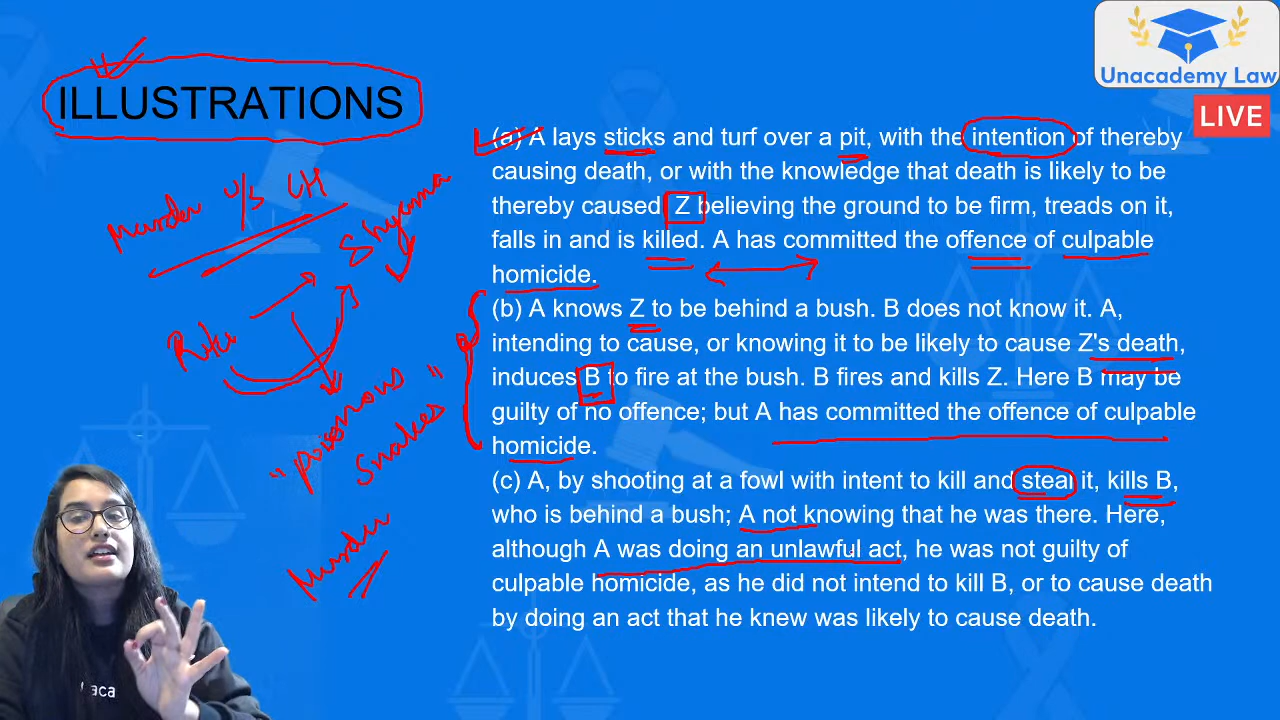 Unacademy Law
LIVE
ILLUSTRATIONS
Murder v/s CH
Shyama
Ritu
"Poisonous
Snakes"
Murder
(a) A lays sticks and turf over a pit, with the intention of thereby
causing death, or with the knowledge that death is likely to be
thereby caused Z believing the ground to be firm, treads on it,
falls in and is killed. A has committed the offence of culpable
homicide.
(b) A knows Z to be behind a bush. B does not know it. A,
intending to cause, or knowing it to be likely to cause Z's death,
induces B to fire at the bush. B fires and kills Z. Here B may be
guilty of no offence; but A has committed the offence of culpable
homicide.
(c) A, by shooting at a fowl with intent to kill and steal it, kills B,
who is behind a bush; A not knowing that he was there. Here,
although A was doing an unlawful act, he was not guilty of
culpable homicide, as he did not intend to kill B, or to cause death
by doing an act that he knew was likely to cause death.